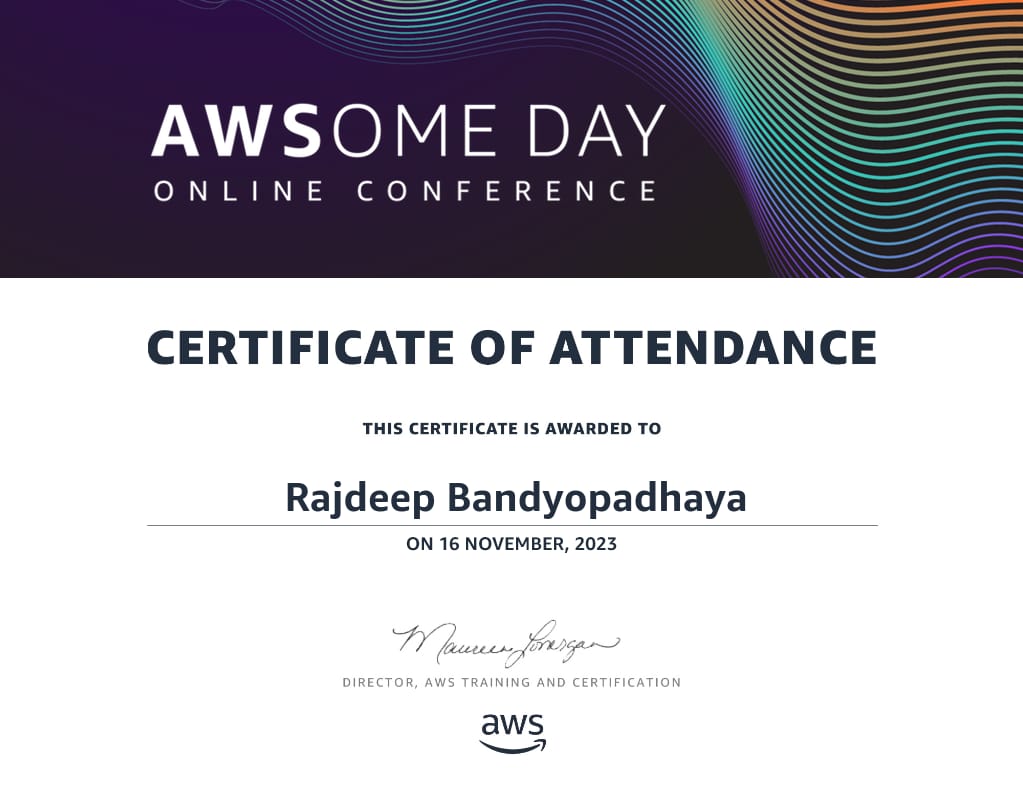 AWSOME DAY
ONLINE CONFERENCE
CERTIFICATE OF ATTENDANCE
THIS CERTIFICATE IS AWARDED TO
Rajdeep Bandyopadhaya
ON 16 NOVEMBER, 2023
Maureen Lonergan
DIRECTOR, AWS TRAINING AND CERTIFICATION
aws